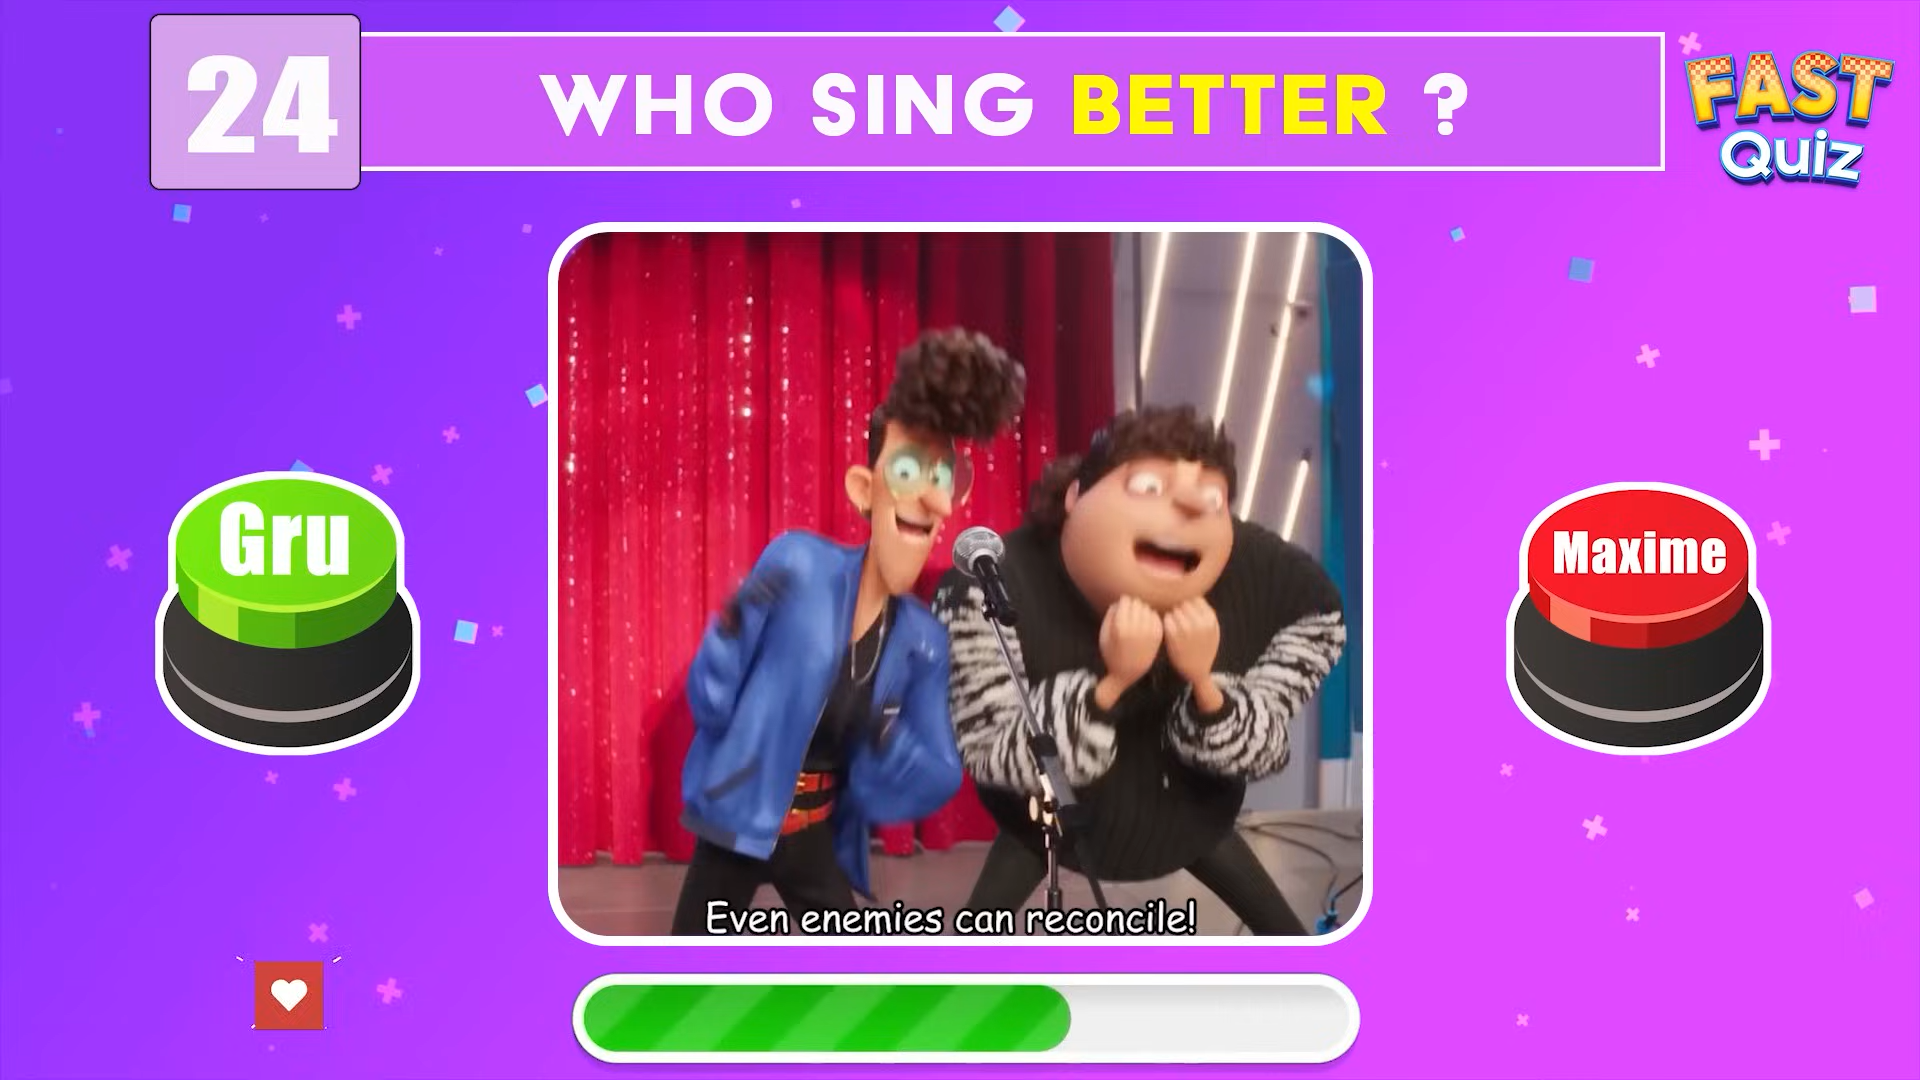 24
WHO SING BETTER ?
FAST
Quiz
Gru
Maxime
Even enemies can reconcile!